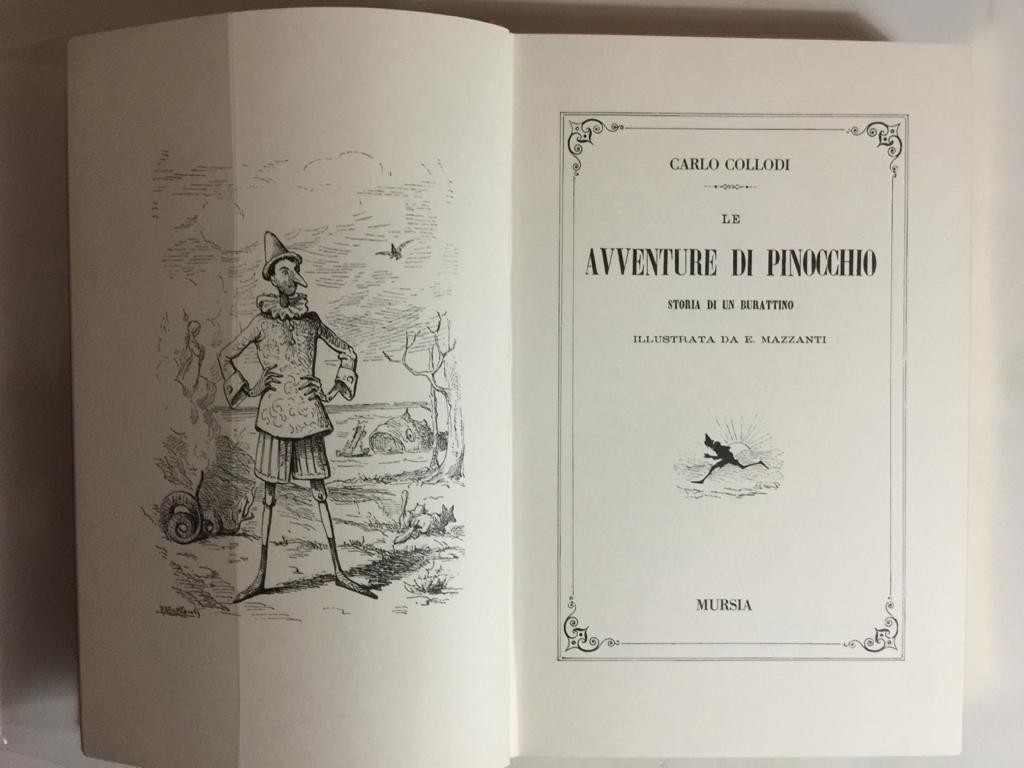 CARLO COLLODI
LE
AVVENTURE DI PINOCCHIO
STORIA DI UN BURATTINO
ILLUSTRATA DA E. MAZZANTI
MURSIA